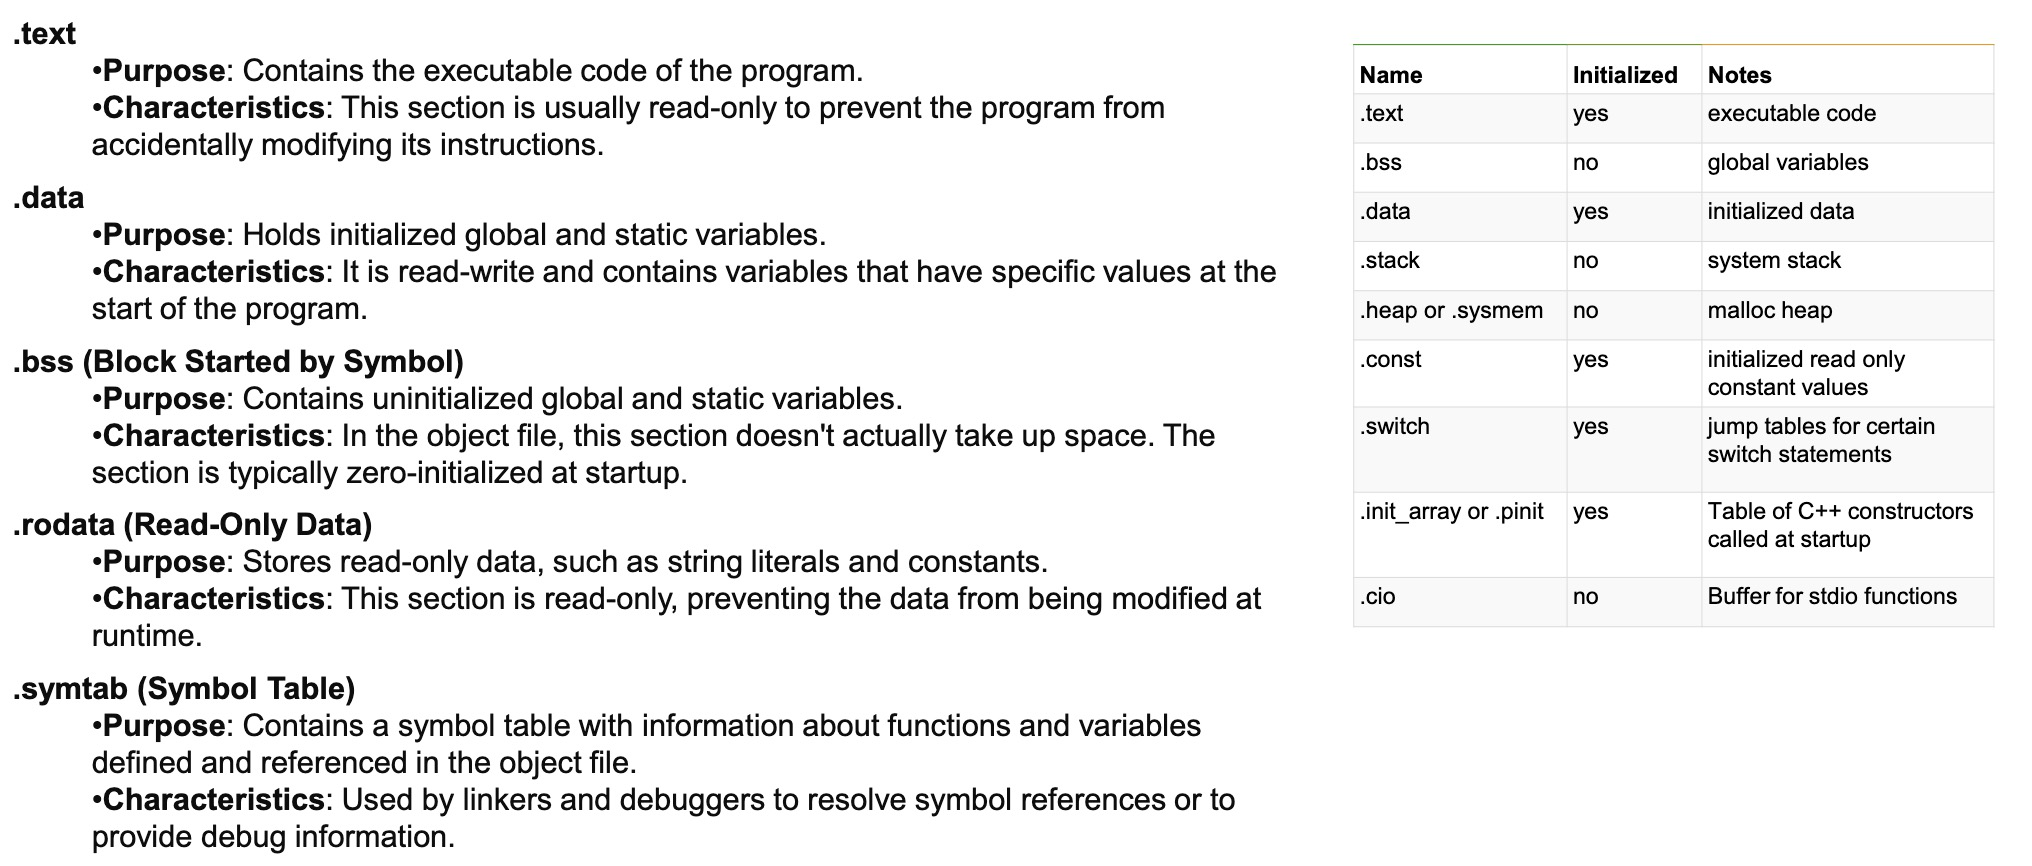 .text
•Purpose: Contains the executable code of the program.
•Characteristics: This section is usually read-only to prevent the program from
accidentally modifying its instructions.
.data
•Purpose: Holds initialized global and static variables.
•Characteristics: It is read-write and contains variables that have specific values at the
start of the program.
.bss (Block Started by Symbol)
•Purpose: Contains uninitialized global and static variables.
•Characteristics: In the object file, this section doesn't actually take up space. The
section is typically zero-initialized at startup.
.rodata (Read-Only Data)
•Purpose: Stores read-only data, such as string literals and constants.
•Characteristics: This section is read-only, preventing the data from being modified at
runtime.
.symtab (Symbol Table)
•Purpose: Contains a symbol table with information about functions and variables
defined and referenced in the object file.
•Characteristics: Used by linkers and debuggers to resolve symbol references or to
provide debug information.
Name Initialized Notes
.text yes executable code
.bss no global variables
.data yes initialized data
.stack no system stack
.heap or .sysmem no malloc heap
.const yes initialized read only
constant values
.switch yes jump tables for certain
switch statements
.init_array or .pinit yes Table of C++ constructors
called at startup
.cio no Buffer for stdio functions